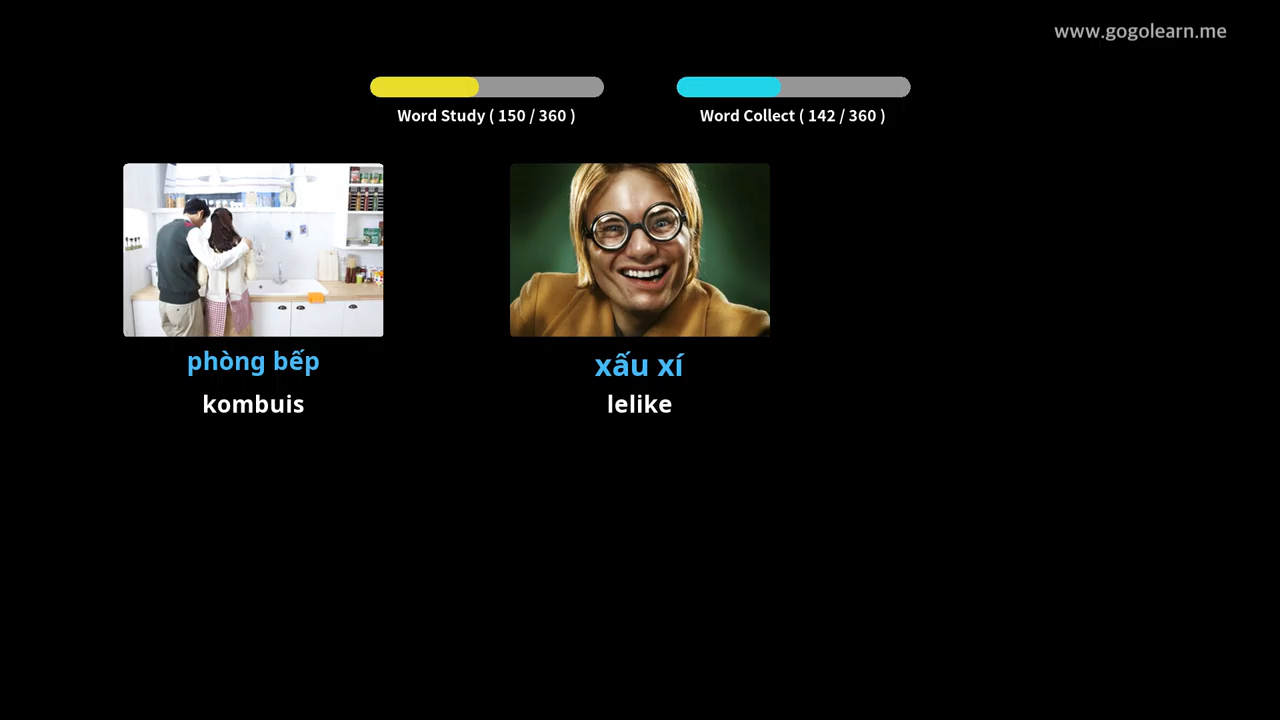 www.gogolearn.me
Word Study ( 150 / 360 )
Word Collect ( 142 / 360 )
phòng bếp
kombuis
xấu xí
lelike